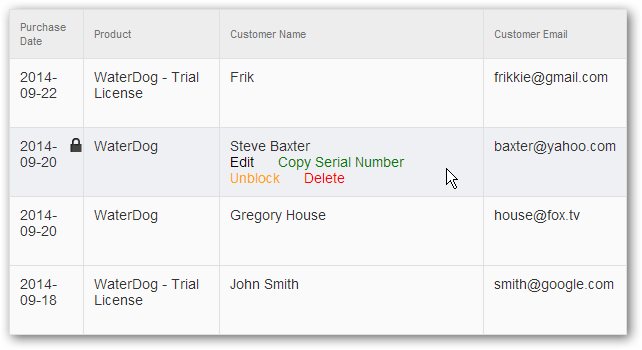 Purchase
Date
Product
Customer Name
Customer Email
2014-
09-22
WaterDog - Trial
License
Frik
frikkie@gmail.com
2014-
09-20
WaterDog
Steve Baxter
Edit Copy Serial Number
Unblock Delete
baxter@yahoo.com
2014-
09-20
WaterDog
Gregory House
house@fox.tv
2014-
09-18
WaterDog - Trial
License
John Smith
smith@google.com